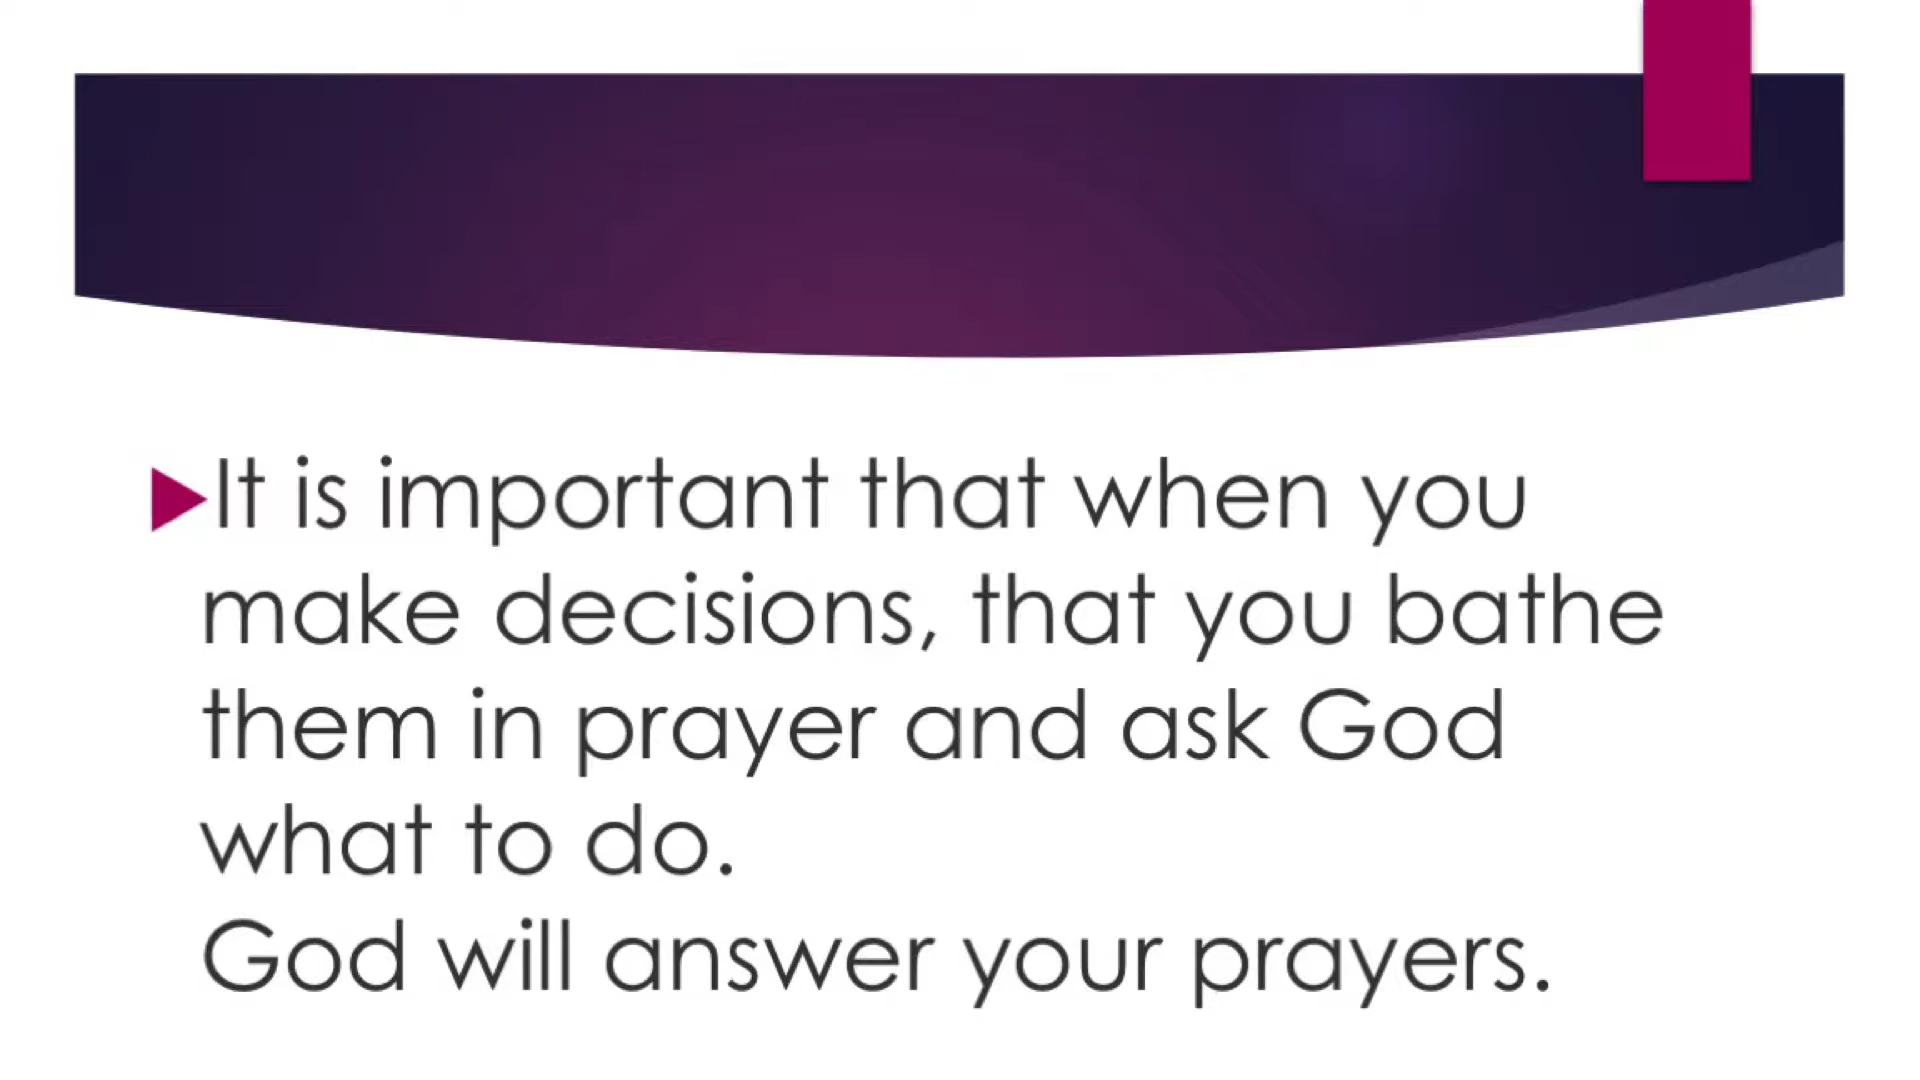 It is important that when you
make decisions, that you bathe
them in prayer and ask God
what to do.
God will answer your prayers.